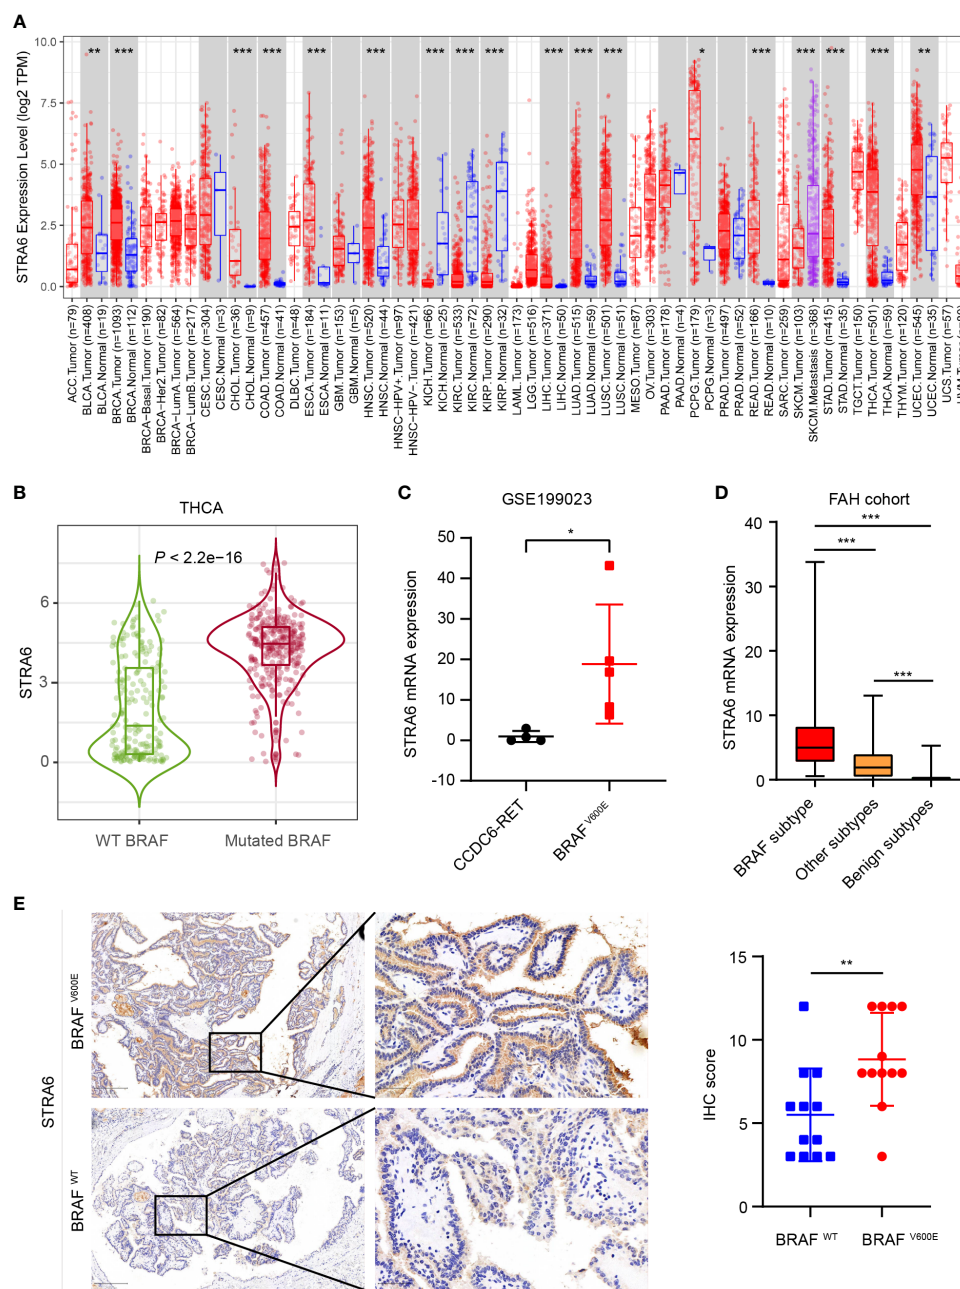 A
STRA6 Expression Level (log2 TPM)
10.0
7.5
5.0
2.5
0.0
** *** *** *** *** *** *** *** *** *** *** *** * *** *** *** *** **
ACC.Tumor (n=79)
BLCA.Tumor (n=408)
BLCA.Normal (n=19)
BRCA.Tumor (n=1093)
BRCA.Normal (n=112)
BRCA-Basal.Tumor (n=190)
BRCA-Her2.Tumor (n=82)
BRCA-LumA.Tumor (n=564)
BRCA-LumB.Tumor (n=217)
CESC.Tumor (n=304)
CESC.Normal (n=3)
CHOL.Tumor (n=36)
CHOL.Normal (n=9)
COAD.Tumor (n=457)
COAD.Normal (n=41)
DLBC.Tumor (n=48)
ESCA.Tumor (n=184)
ESCA.Normal (n=11)
GBM.Tumor (n=153)
GBM.Normal (n=5)
HNSC.Tumor (n=520)
HNSC.Normal (n=44)
HNSC-HPV+.Tumor (n=97)
HNSC-HPV-.Tumor (n=421)
KICH.Tumor (n=66)
KICH.Normal (n=25)
KIRC.Tumor (n=533)
KIRC.Normal (n=72)
KIRP.Tumor (n=290)
KIRP.Normal (n=32)
LAML.Tumor (n=173)
LGG.Tumor (n=516)
LIHC.Tumor (n=371)
LIHC.Normal (n=50)
LUAD.Tumor (n=515)
LUAD.Normal (n=59)
LUSC.Tumor (n=501)
LUSC.Normal (n=51)
MESO.Tumor (n=87)
OV.Tumor (n=303)
PAAD.Tumor (n=178)
PAAD.Normal (n=4)
PCPG.Tumor (n=179)
PCPG.Normal (n=3)
PRAD.Tumor (n=497)
PRAD.Normal (n=52)
READ.Tumor (n=166)
READ.Normal (n=10)
SARC.Tumor (n=259)
SKCM.Tumor (n=103)
SKCM.Metastasis (n=368)
STAD.Tumor (n=415)
STAD.Normal (n=35)
TGCT.Tumor (n=150)
THCA.Tumor (n=501)
THCA.Normal (n=59)
THYM.Tumor (n=120)
UCEC.Tumor (n=545)
UCEC.Normal (n=35)
UCS.Tumor (n=57)
B
THCA
P < 2.2e-16
STRA6
6
3
0
WT BRAF
Mutated BRAF
C
GSE199023
*
STRA6 mRNA expression
50
40
30
20
10
0
-10
CCDC6-RET
BRAF V600E
D
FAH cohort
***
***
***
STRA6 mRNA expression
40
30
20
10
0
BRAF subtype
Other subtypes
Benign subtypes
E
STRA6
BRAF V600E
BRAF WT
IHC score
**
15
10
5
0
BRAF WT
BRAF V600E